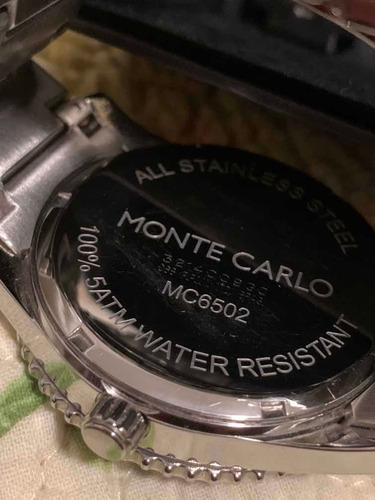 ALL STAINLESS STEEL
MONTE CARLO
MC6502
100% 5ATM WATER RESISTANT